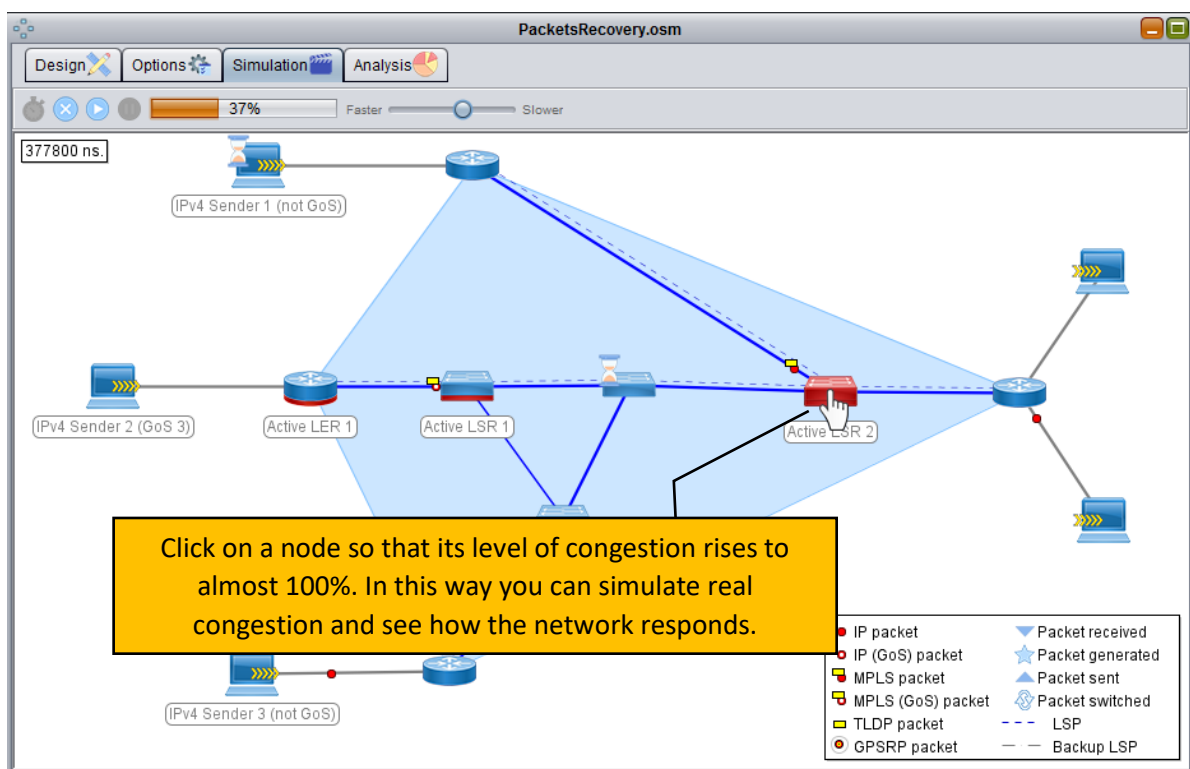 PacketsRecovery.osm
Design Options Simulation Analysis
37% Faster Slower
377800 ns.
IPv4 Sender 1 (not GoS)
IPv4 Sender 2 (GoS 3)
Active LER 1
Active LSR 1
Active LSR 2
Click on a node so that its level of congestion rises to
almost 100%. In this way you can simulate real
congestion and see how the network responds.
IPv4 Sender 3 (not GoS)
IP packet
IP (GoS) packet
MPLS packet
MPLS (GoS) packet
TLDP packet
GPSRP packet
Packet received
Packet generated
Packet sent
Packet switched
LSP
Backup LSP